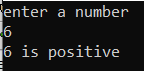 enter a number
6
6 is positive